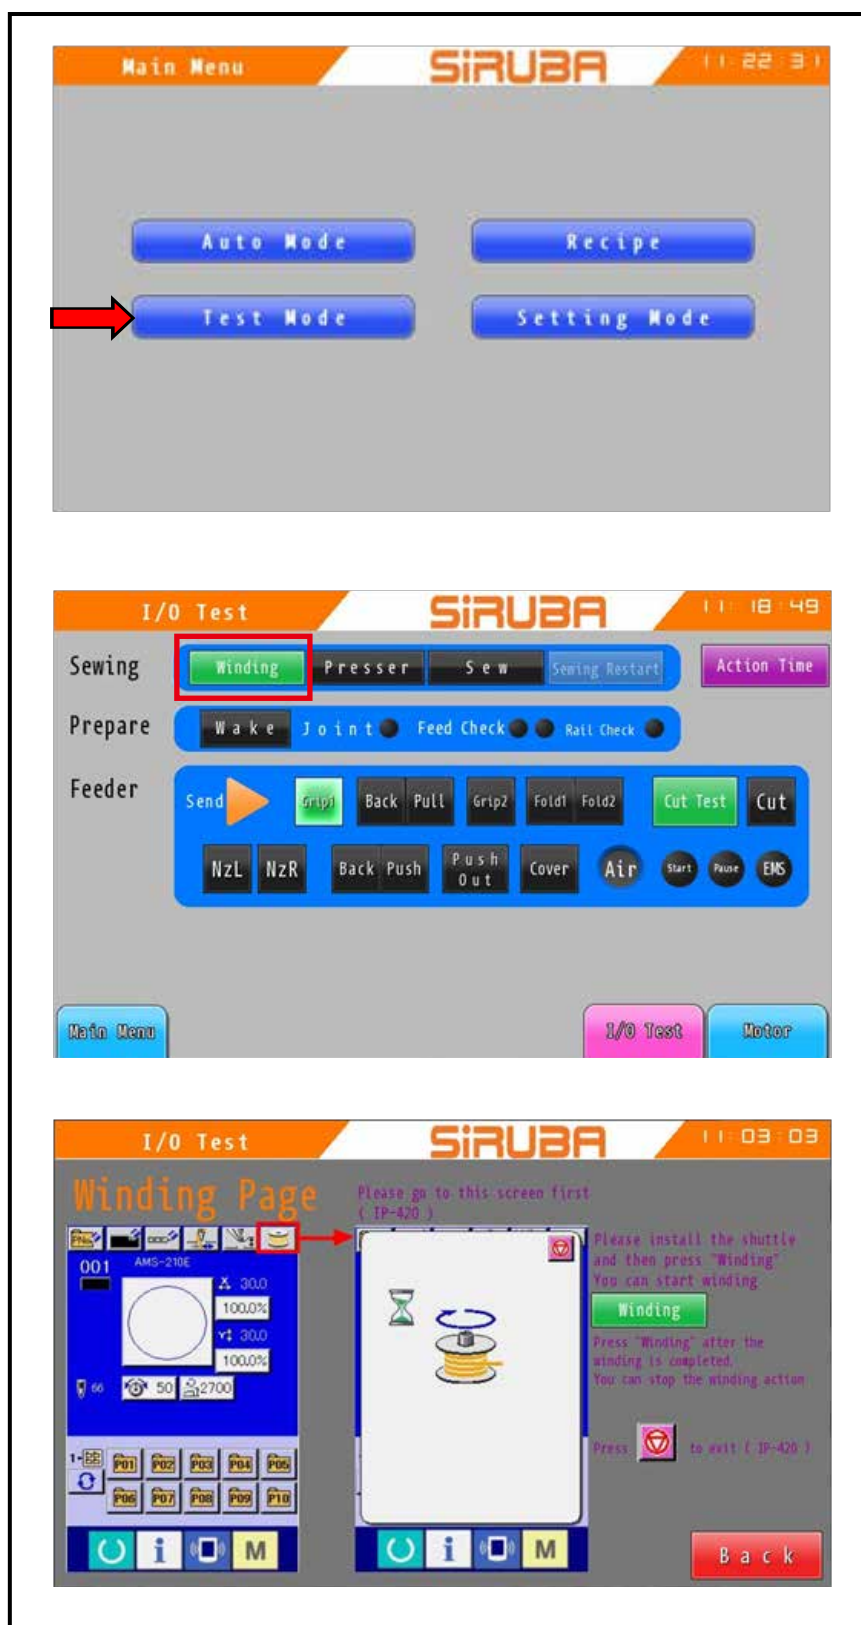 Main Menu SiRUBA 11:22:31
Auto Mode Recipe
Test Mode Setting Mode
I/O Test SiRUBA 11:18:49
Sewing Winding Presser Sew Sewing Restart Action Time
Prepare Wake Joint Feed Check Rail Check
Feeder Send Grip1 Back Pull Grip2 Fold1 Fold2 Cut Test Cut
NzL NzR Back Push Push Out Cover Air Start Pause EMS
Main Menu I/O Test Motor
I/O Test SiRUBA 11:03:03
Winding Page
Please go to this screen first
( IP-420 )
001 AMS-210E
X 30.0
100.0%
Y 30.0
100.0%
66 50 2700
1-
P01 P02 P03 P04 P05
P06 P07 P08 P09 P10
i M
i M
Please install the shuttle
and then press "Winding"
You can start winding
Winding
Press "Winding" after the
winding is completed.
You can stop the winding action
Press to exit ( IP-420 )
Back